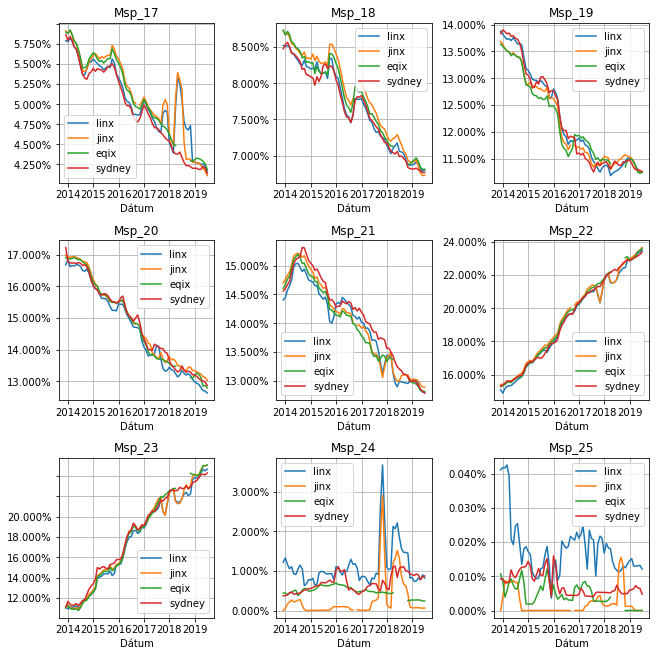 Msp_17 Msp_18 Msp_19
5.750%
5.500%
5.250%
5.000%
4.750%
4.500%
4.250%
linx
jinx
eqix
sydney
2014 2015 2016 2017 2018 2019
Dátum
8.500%
8.000%
7.500%
7.000%
linx
jinx
eqix
sydney
2014 2015 2016 2017 2018 2019
Dátum
14.000%
13.500%
13.000%
12.500%
12.000%
11.500%
linx
jinx
eqix
sydney
2014 2015 2016 2017 2018 2019
Dátum
Msp_20 Msp_21 Msp_22
17.000%
16.000%
15.000%
14.000%
13.000%
linx
jinx
eqix
sydney
2014 2015 2016 2017 2018 2019
Dátum
15.000%
14.500%
14.000%
13.500%
13.000%
linx
jinx
eqix
sydney
2014 2015 2016 2017 2018 2019
Dátum
24.000%
22.000%
20.000%
18.000%
16.000%
linx
jinx
eqix
sydney
2014 2015 2016 2017 2018 2019
Dátum
Msp_23 Msp_24 Msp_25
20.000%
18.000%
16.000%
14.000%
12.000%
linx
jinx
eqix
sydney
2014 2015 2016 2017 2018 2019
Dátum
3.000%
2.000%
1.000%
0.000%
linx
jinx
eqix
sydney
2014 2015 2016 2017 2018 2019
Dátum
0.040%
0.030%
0.020%
0.010%
0.000%
linx
jinx
eqix
sydney
2014 2015 2016 2017 2018 2019
Dátum